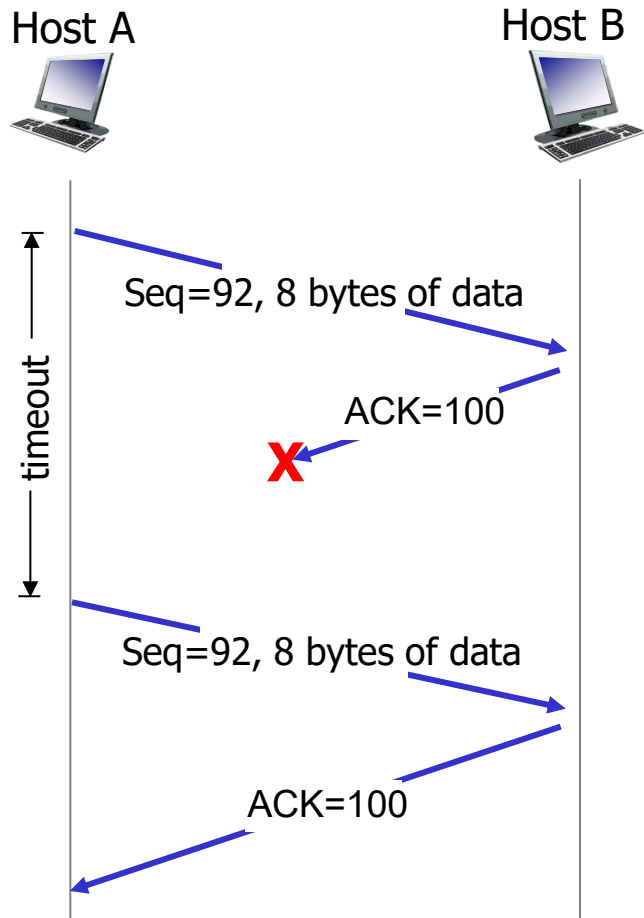 Host A
Host B
Seq=92, 8 bytes of data
ACK=100
X
timeout
Seq=92, 8 bytes of data
ACK=100